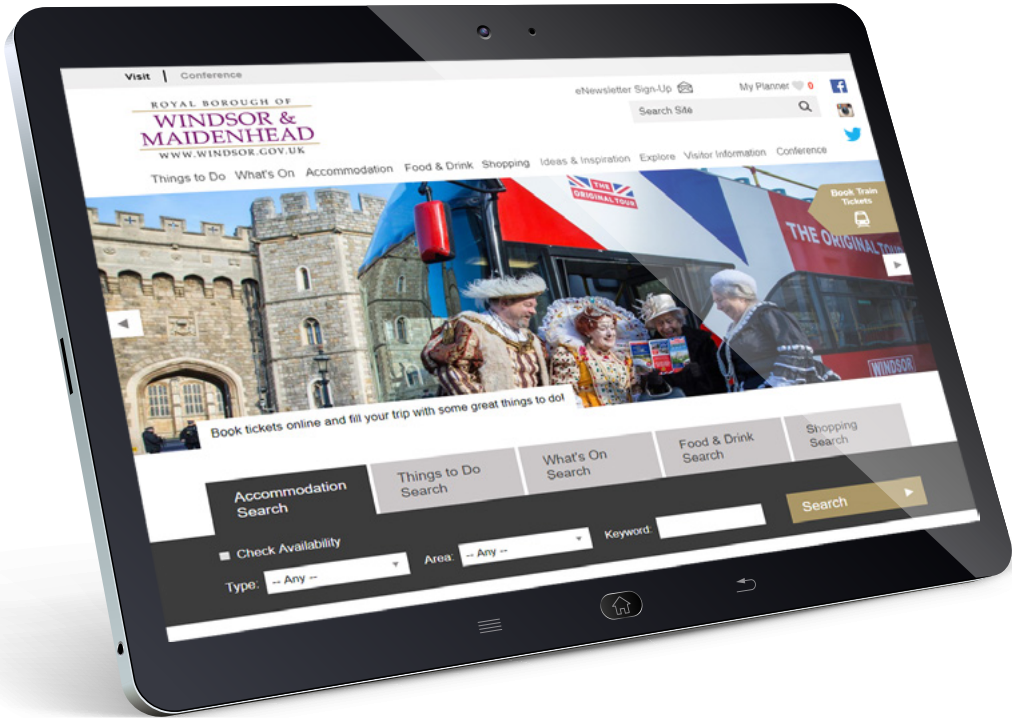 Visit | Conference
eNewsletter Sign-Up
My Planner 0
ROYAL BOROUGH OF
WINDSOR &
MAIDENHEAD
WWW.WINDSOR.GOV.UK
Search Site
Things to Do What's On Accommodation Food & Drink Shopping Ideas & Inspiration Explore Visitor Information Conference
Book Train
Tickets
THE
ORIGINAL TOUR
THE ORIGINAL TOUR
WINDSOR
Book tickets online and fill your trip with some great things to do!
Accommodation
Search
Things to Do
Search
What's On
Search
Food & Drink
Search
Shopping
Search
Check Availability
Type: -- Any --
Area: -- Any --
Keyword:
Search